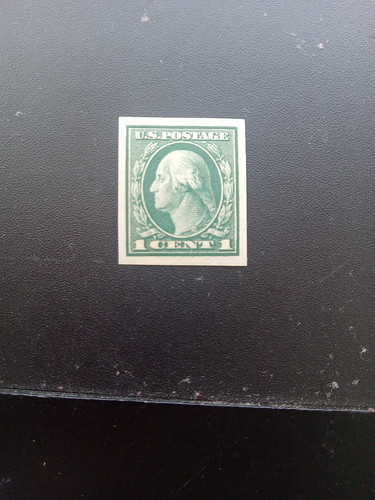 U.S. POSTAGE
1 CENT 1